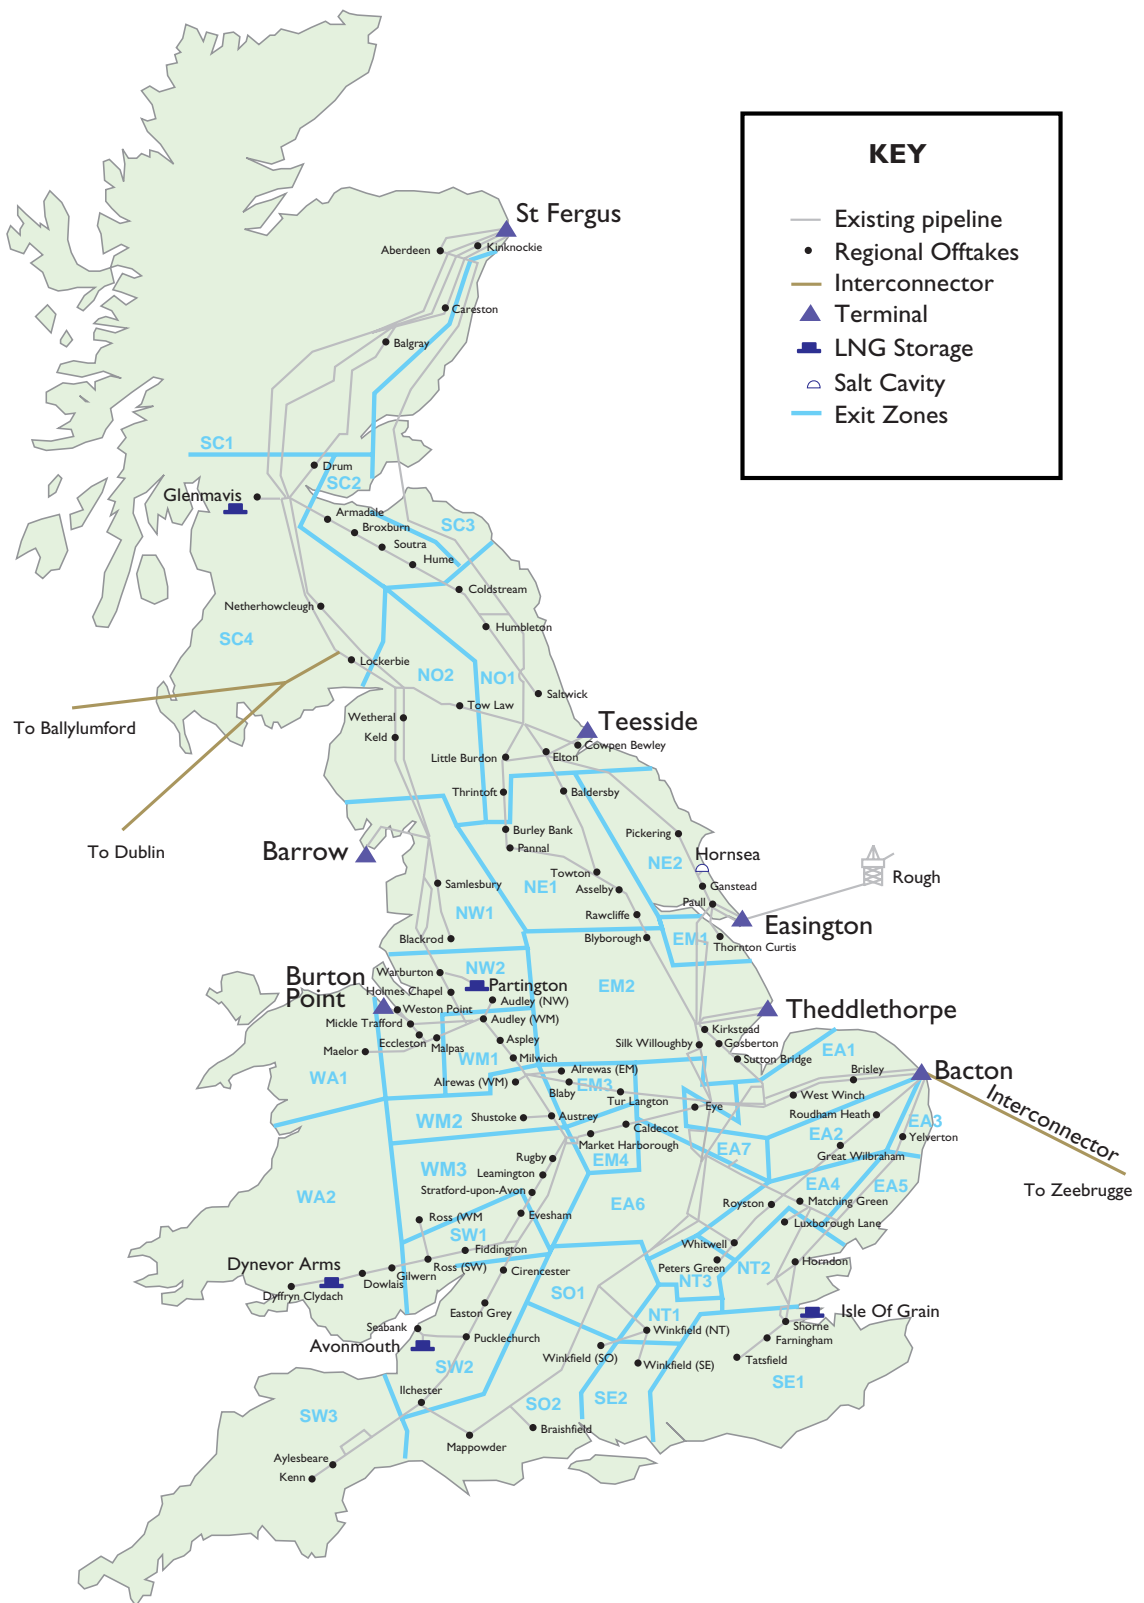 KEY
Existing pipeline
Regional Offtakes
Interconnector
Terminal
LNG Storage
Salt Cavity
Exit Zones
St Fergus
Aberdeen
Kinknockie
Careston
Balgray
SC1
Drum
SC2
Glenmavis
Armadale
SC3
Broxburn
Soutra
Hume
Coldstream
Netherhowcleugh
Humbleton
SC4
Lockerbie
NO2
NO1
Saltwick
Tow Law
Wetheral
Teesside
To Ballylumford
Keld
Cowpen Bewley
Little Burdon
Elton
Thrintoft
Baldersby
Burley Bank
Pickering
To Dublin
Barrow
Pannal
Hornsea
NE2
Towton
Rough
Samlesbury
NE1
Asselby
Ganstead
Paull
NW1
Rawcliffe
Easington
Blackrod
Blyborough
EM1
Thornton Curtis
Burton
Point
Warburton
NW2
Partington
EM2
Holmes Chapel
Audley (NW)
Weston Point
Theddlethorpe
Mickle Trafford
Audley (WM)
Kirkstead
Eccleston
Malpas
Aspley
Silk Willoughby
Gosberton
Maelor
WM1
Milwich
Sutton Bridge
EA1
WA1
Alrewas (EM)
Brisley
Bacton
Alrewas (WM)
Blaby
EM3
Tur Langton
West Winch
Interconnector
Eye
Roudham Heath
Shustoke
WM2
Austrey
Caldecot
EA3
Market Harborough
EA2
Yelverton
Rugby
EM4
EA7
Great Wilbraham
WM3
Leamington
To Zeebrugge
Stratford-upon-Avon
EA4
EA5
WA2
EA6
Royston
Matching Green
Ross (WM
Evesham
Luxborough Lane
SW1
Fiddington
Whitwell
Dynevor Arms
Ross (SW)
Cirencester
Peters Green
NT2
Horndon
Gilwern
Dowlais
NT3
Dyffryn Clydach
SO1
Easton Grey
NT1
Isle Of Grain
Seabank
Shorne
Pucklechurch
Winkfield (NT)
Farningham
Avonmouth
Winkfield (SO)
Winkfield (SE)
Tatsfield
SW2
SE1
Ilchester
SE2
SO2
SW3
Braishfield
Mappowder
Aylesbeare
Kenn